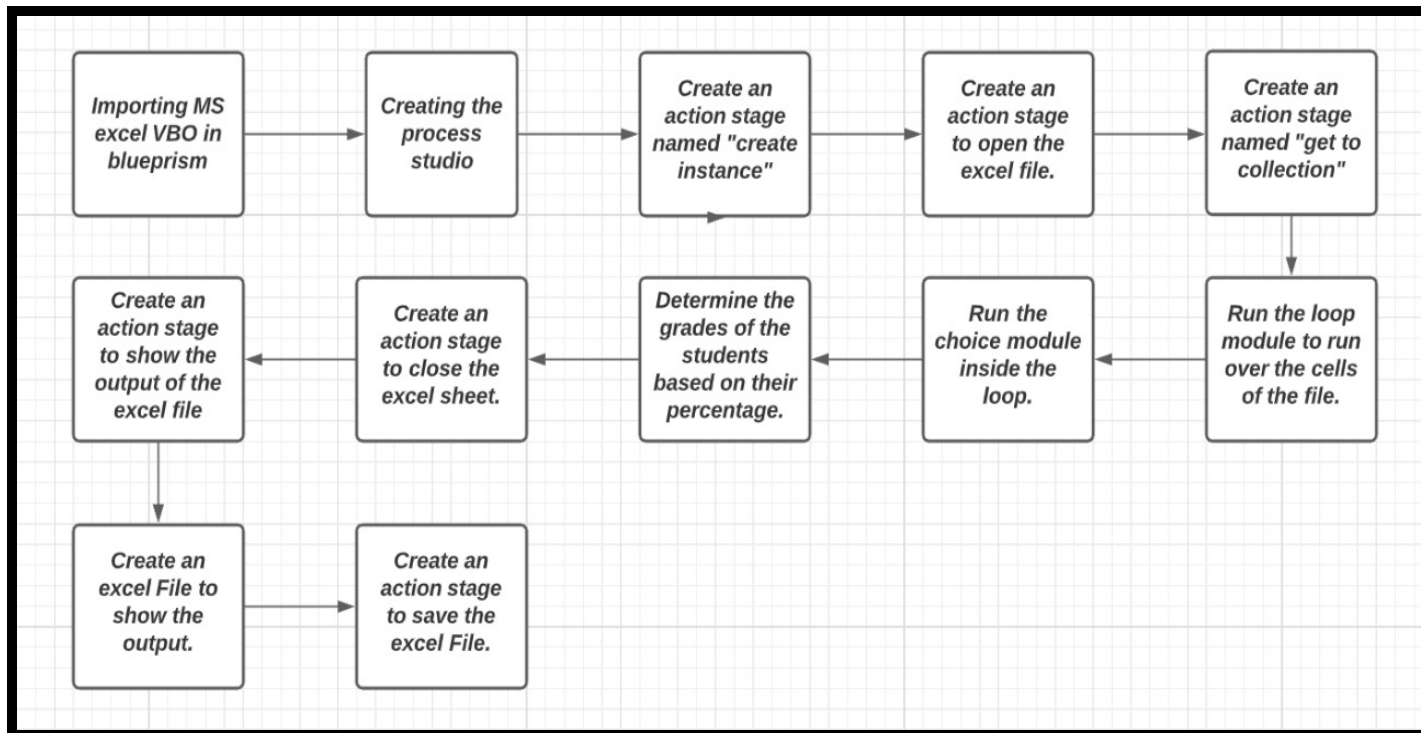 Importing MS
excel VBO in
blueprism
Creating the
process
studio
Create an
action stage
named "create
instance"
Create an
action stage
to open the
excel file.
Create an
action stage
named "get to
collection"
Run the loop
module to run
over the cells
of the file.
Run the
choice module
inside the
loop.
Determine the
grades of the
students
based on their
percentage.
Create an
action stage
to close the
excel sheet.
Create an
action stage
to show the
output of the
excel file
Create an
excel File to
show the
output.
Create an
action stage
to save the
excel File.